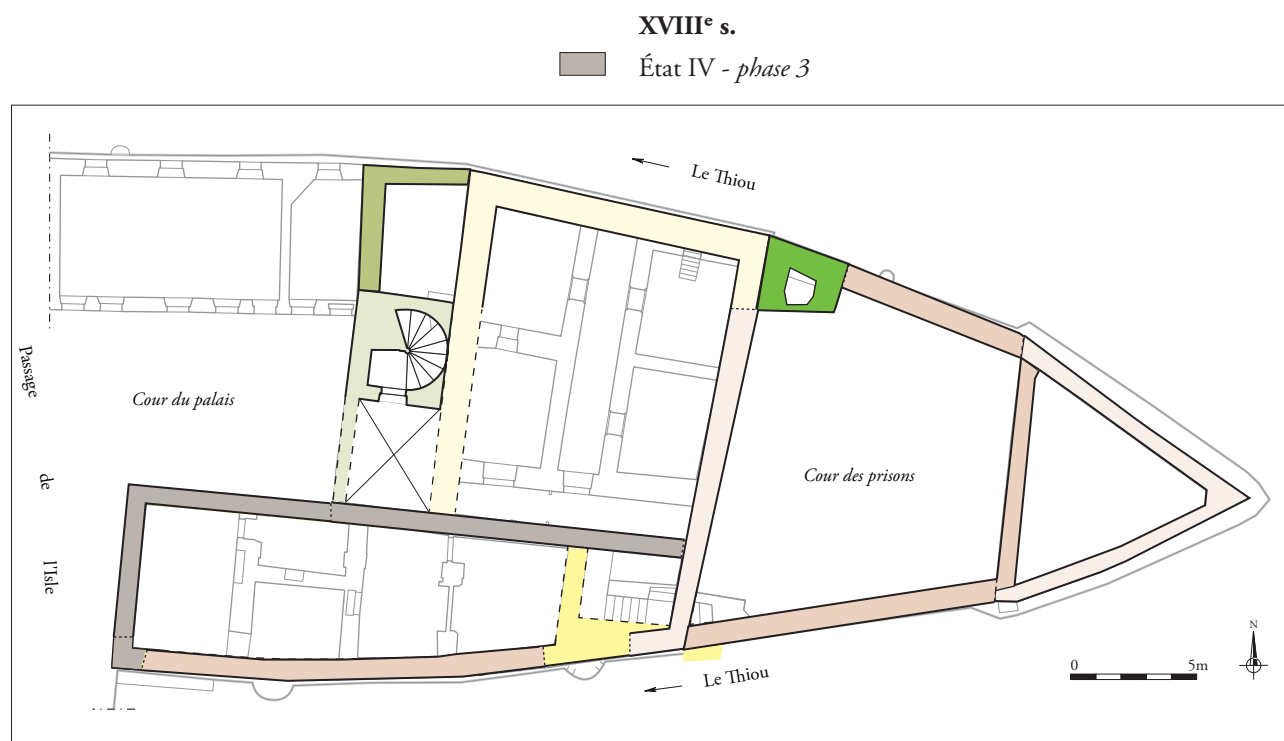 XVIIIᵉ s.
État IV - phase 3
Le Thiou
Passage
de
l'Isle
Cour du palais
Cour des prisons
Le Thiou
0 5m
N